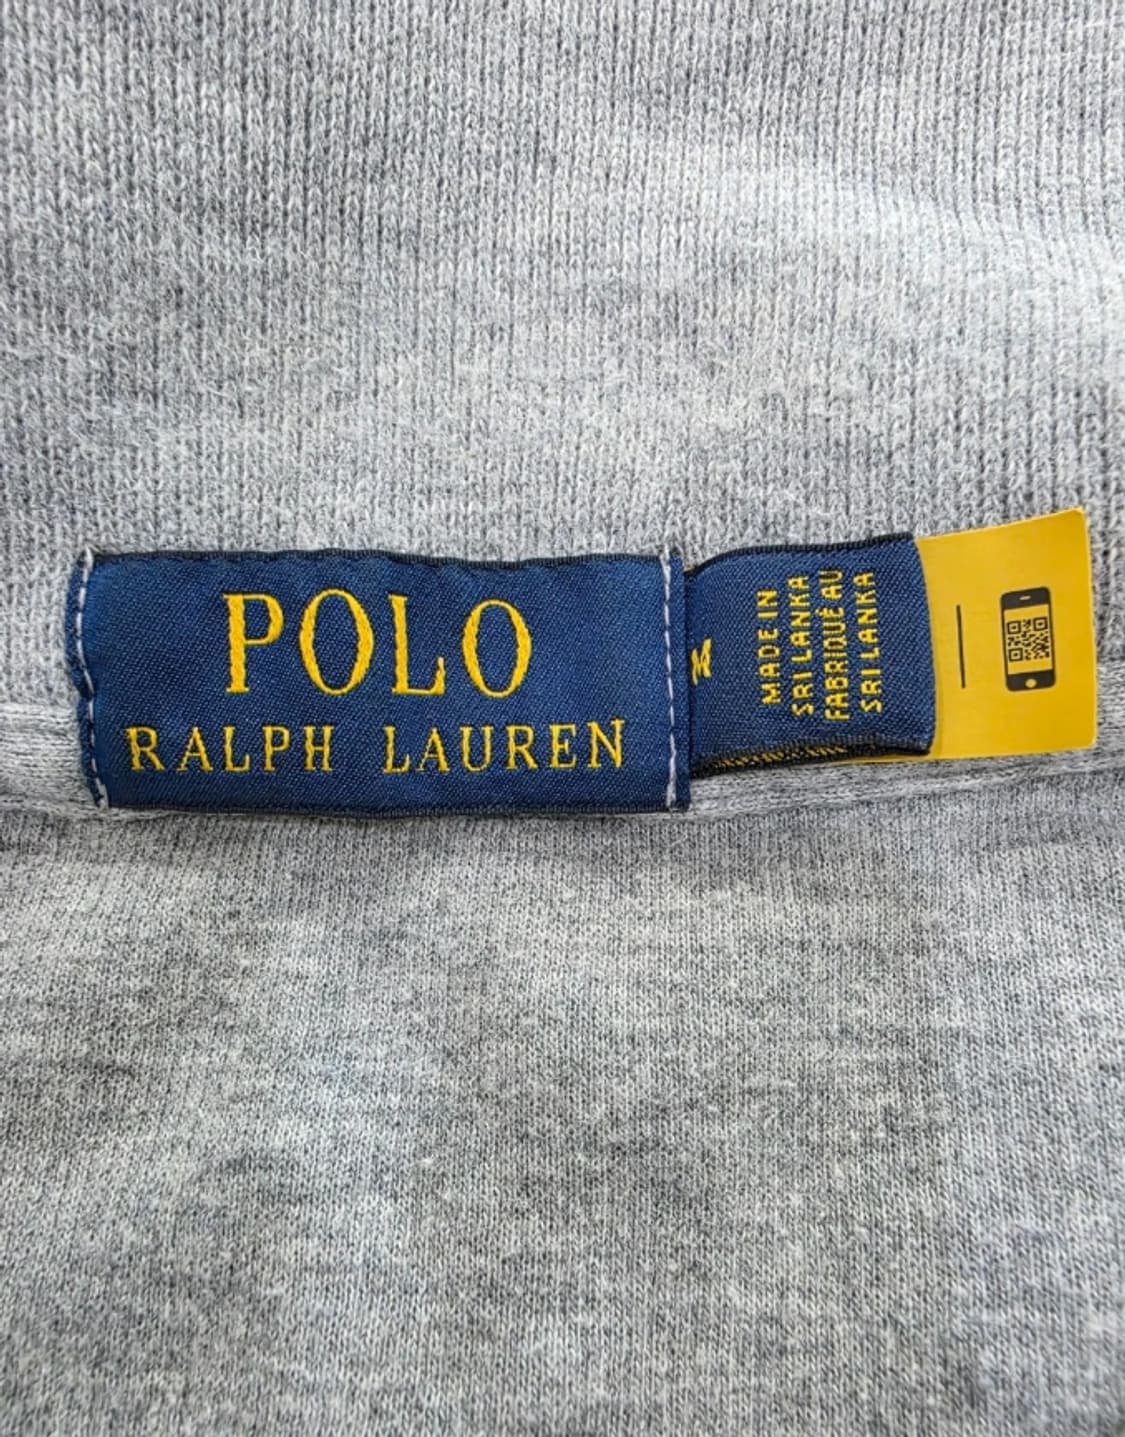 POLO
RALPH LAUREN
M
MADE IN
SRI LANKA
FABRIQUÉ AU
SRI LANKA